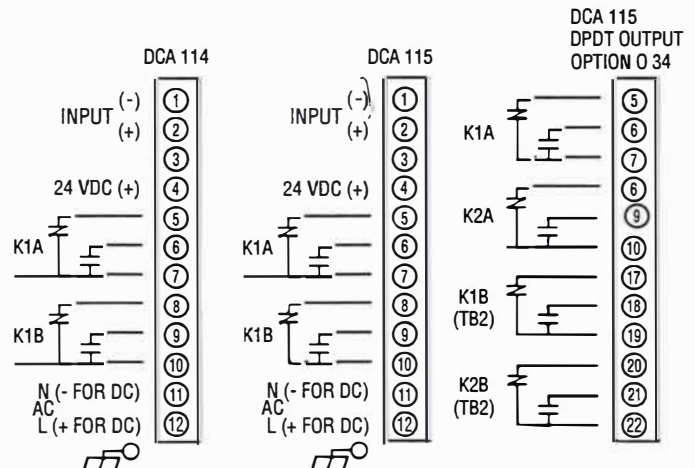 DCA 114
INPUT (-)
(+)
24 VDC (+)
K1A
K1B
N (- FOR DC)
AC
L (+ FOR DC)
1
2
3
4
5
6
7
8
9
10
11
12
DCA 115
INPUT (-)
(+)
24 VDC (+)
K1A
K1B
N (- FOR DC)
AC
L (+ FOR DC)
1
2
3
4
5
6
7
8
9
10
11
12
DCA 115
DPDT OUTPUT
OPTION O 34
K1A
K2A
K1B
(TB2)
K2B
(TB2)
5
6
7
6
9
10
17
18
19
20
21
22